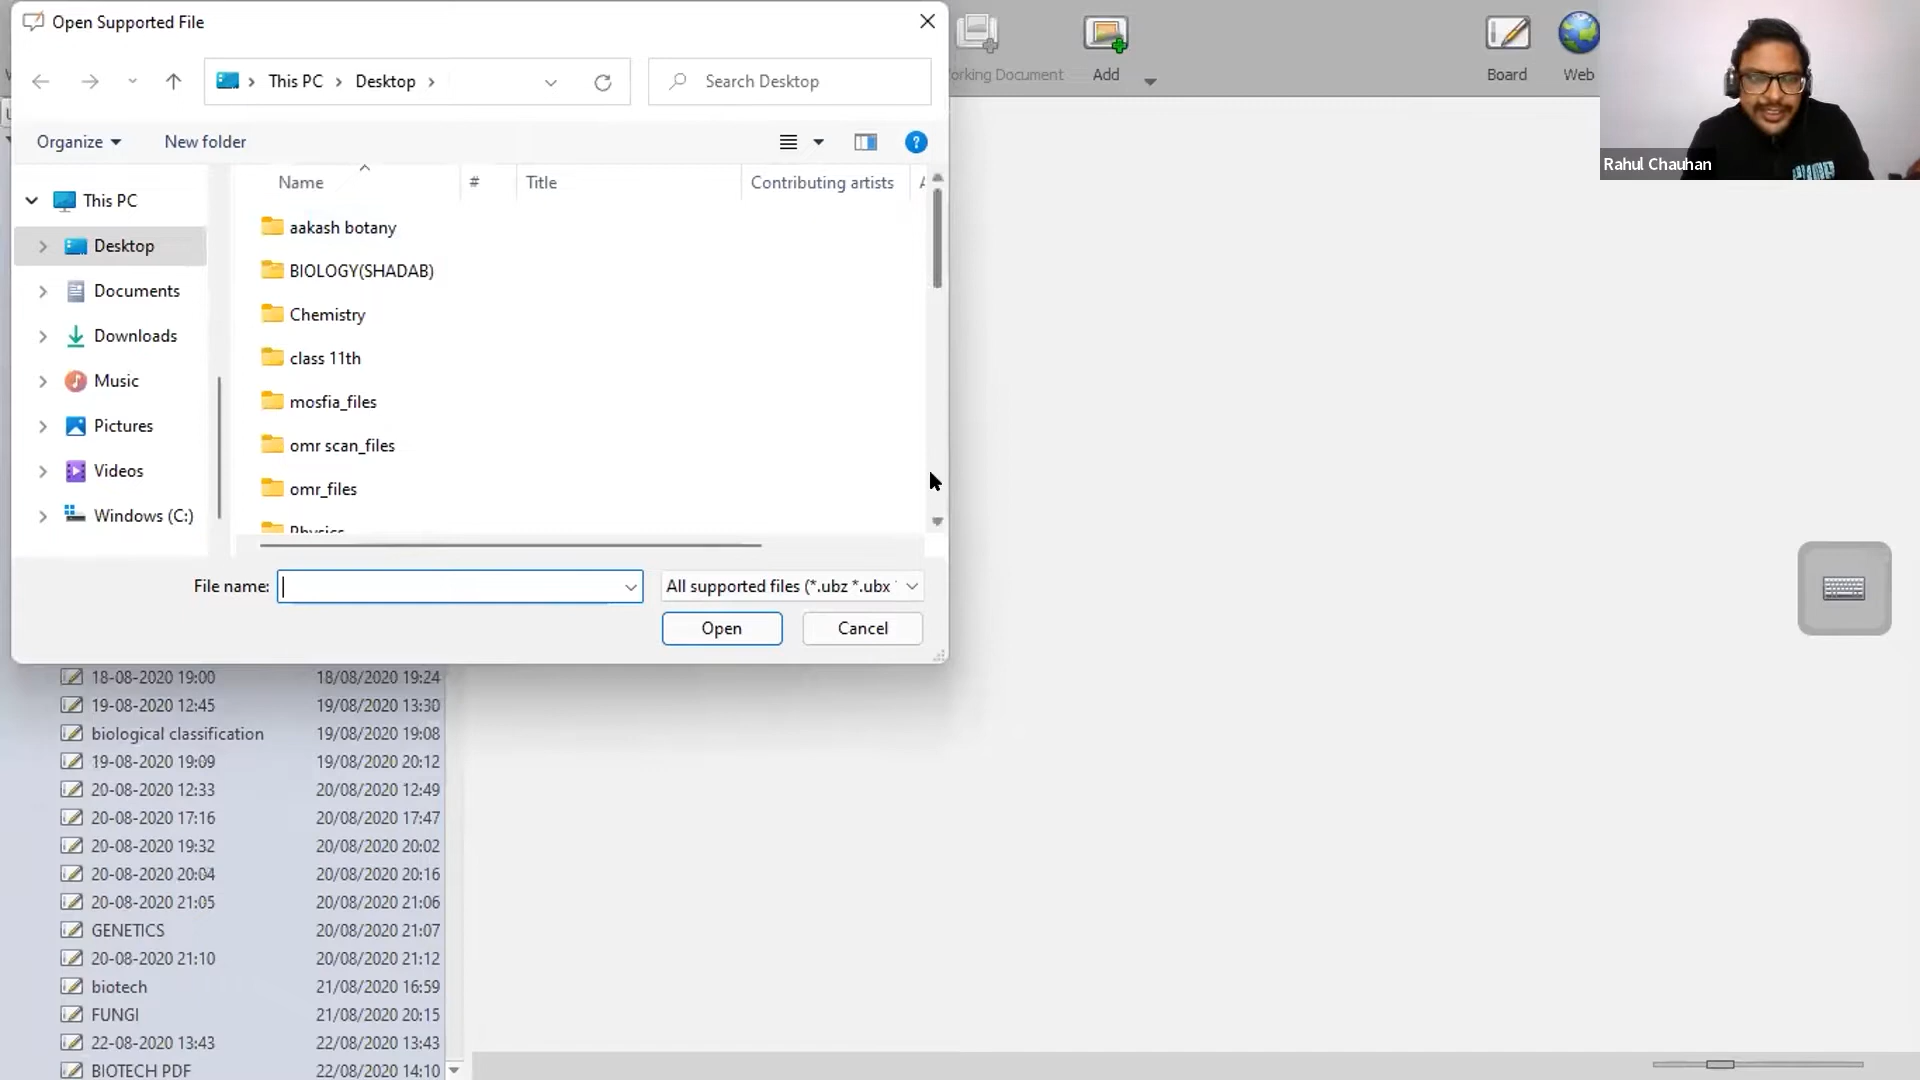 Open Supported File
This PC
Desktop
Search Desktop
Organize
New folder
Name
#
Title
Contributing artists
This PC
Desktop
Documents
Downloads
Music
Pictures
Videos
Windows (C:)
aakash botany
BIOLOGY(SHADAB)
Chemistry
class 11th
mosfia_files
omr scan_files
omr_files
Physics
File name:
All supported files (*.ubz *.ubx
Open
Cancel
Document
Add
Board
Web
Rahul Chauhan
18-08-2020 19:00 18/08/2020 19:24
19-08-2020 12:45 19/08/2020 13:30
biological classification 19/08/2020 19:08
19-08-2020 19:09 19/08/2020 20:12
20-08-2020 12:33 20/08/2020 12:49
20-08-2020 17:16 20/08/2020 17:47
20-08-2020 19:32 20/08/2020 20:02
20-08-2020 20:04 20/08/2020 20:16
20-08-2020 21:05 20/08/2020 21:06
GENETICS 20/08/2020 21:07
20-08-2020 21:10 20/08/2020 21:12
biotech 21/08/2020 16:59
FUNGI 21/08/2020 20:15
22-08-2020 13:43 22/08/2020 13:43
BIOTECH PDF 22/08/2020 14:10